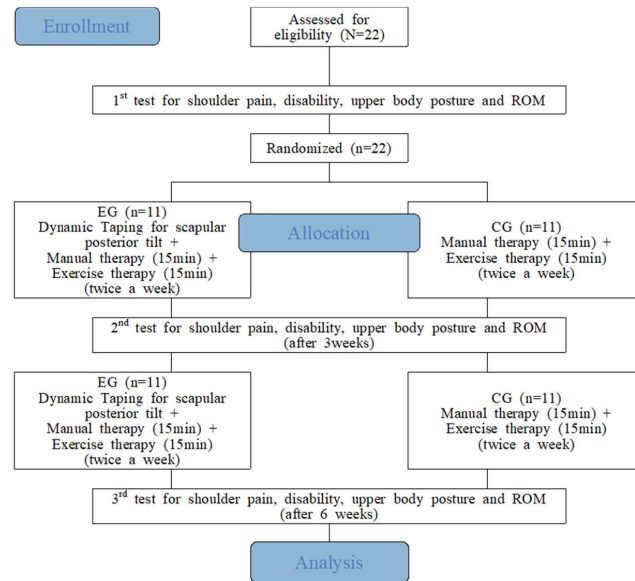 Enrollment
Assessed for
eligibility (N=22)
1st test for shoulder pain, disability, upper body posture and ROM
Randomized (n=22)
EG (n=11)
Dynamic Taping for scapular
posterior tilt +
Manual therapy (15min) +
Exercise therapy (15min)
(twice a week)
Allocation
CG (n=11)
Manual therapy (15min) +
Exercise therapy (15min)
(twice a week)
2nd test for shoulder pain, disability, upper body posture and ROM
(after 3weeks)
EG (n=11)
Dynamic Taping for scapular
posterior tilt +
Manual therapy (15min) +
Exercise therapy (15min)
(twice a week)
CG (n=11)
Manual therapy (15min) +
Exercise therapy (15min)
(twice a week)
3rd test for shoulder pain, disability, upper body posture and ROM
(after 6 weeks)
Analysis